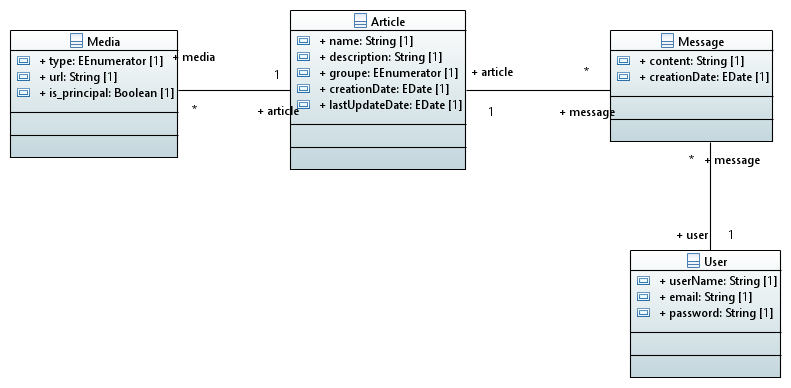 Media
+ type: EEnumerator [1]
+ url: String [1]
+ is_principal: Boolean [1]
+ media
1
*
+ article
Article
+ name: String [1]
+ description: String [1]
+ groupe: EEnumerator [1]
+ creationDate: EDate [1]
+ lastUpdateDate: EDate [1]
+ article
*
1
+ message
Message
+ content: String [1]
+ creationDate: EDate [1]
* + message
+ user 1
User
+ userName: String [1]
+ email: String [1]
+ password: String [1]